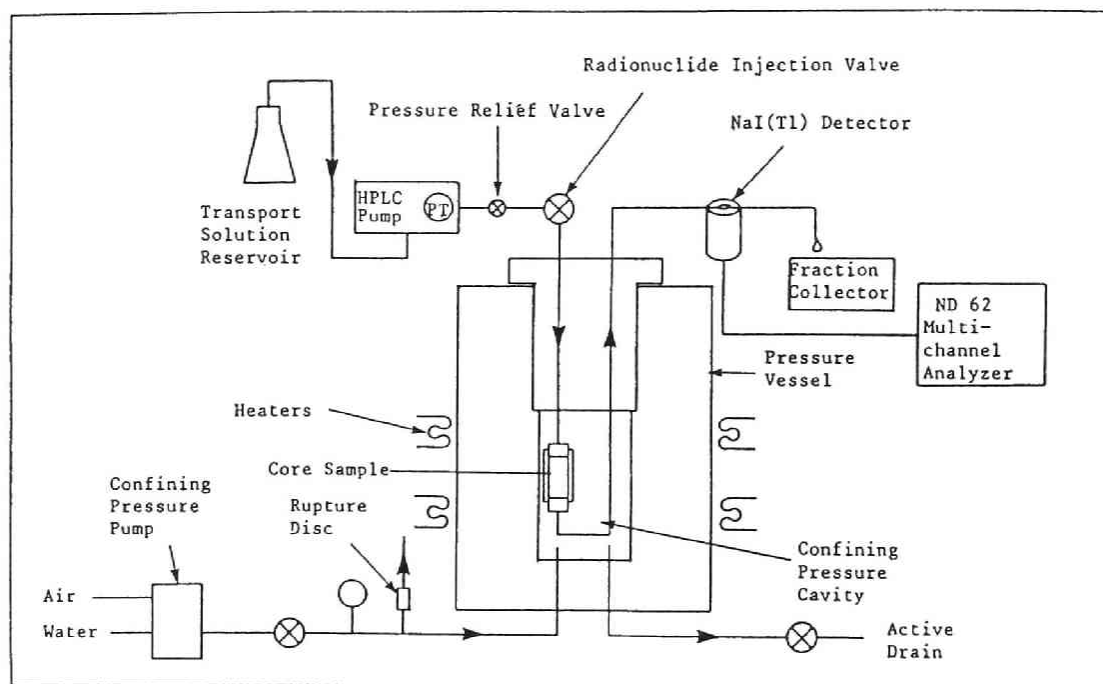 Radionuclide Injection Valve
Pressure Relief Valve
NaI(Tl) Detector
HPLC
Pump
PT
Transport
Solution
Reservoir
Fraction
Collector
ND 62
Multi-
channel
Analyzer
Pressure
Vessel
Heaters
Core Sample
Confining
Pressure
Pump
Rupture
Disc
Confining
Pressure
Cavity
Air
Water
Active
Drain